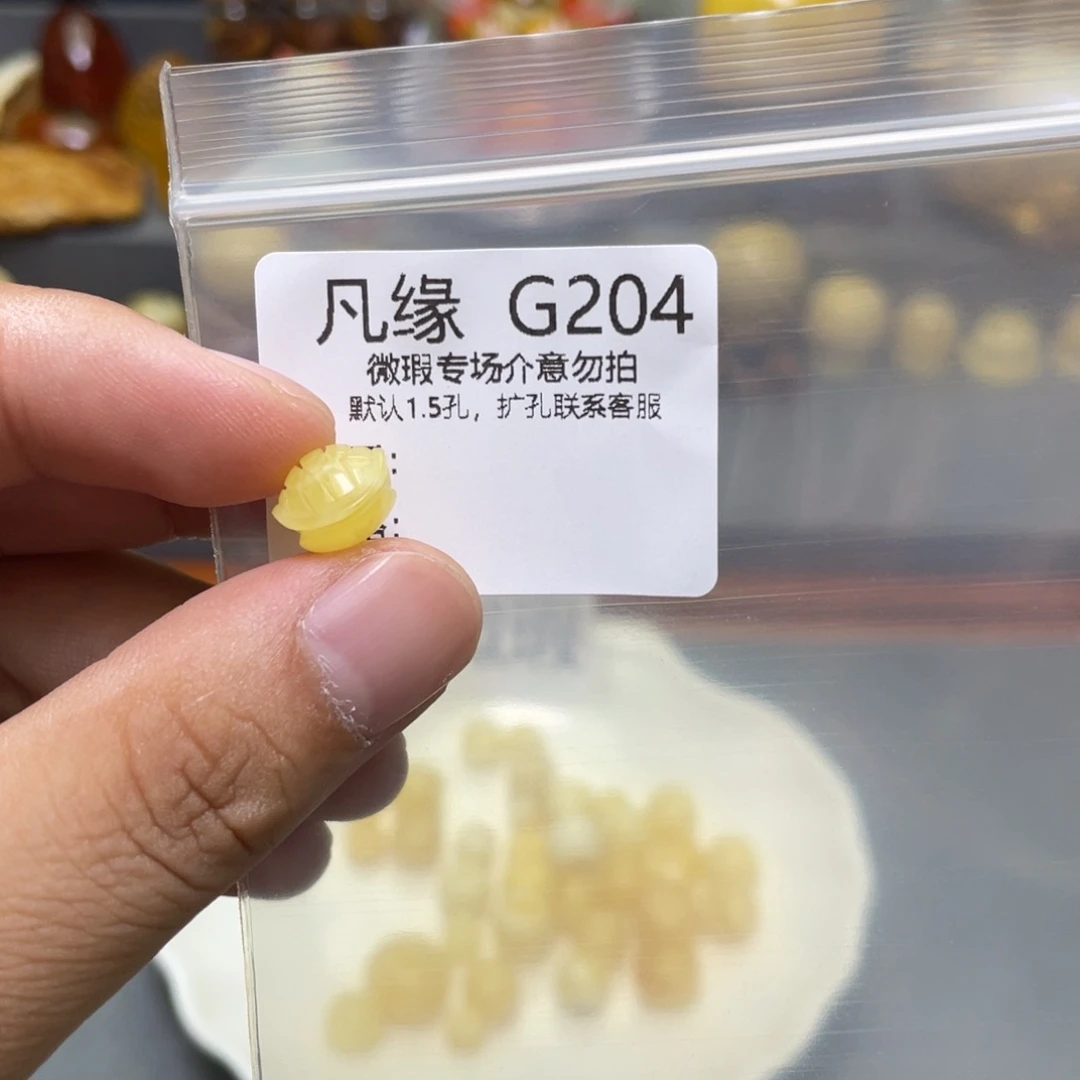 凡缘 G204
微瑕专场介意勿拍
默认1.5孔，扩孔联系客服
:
: